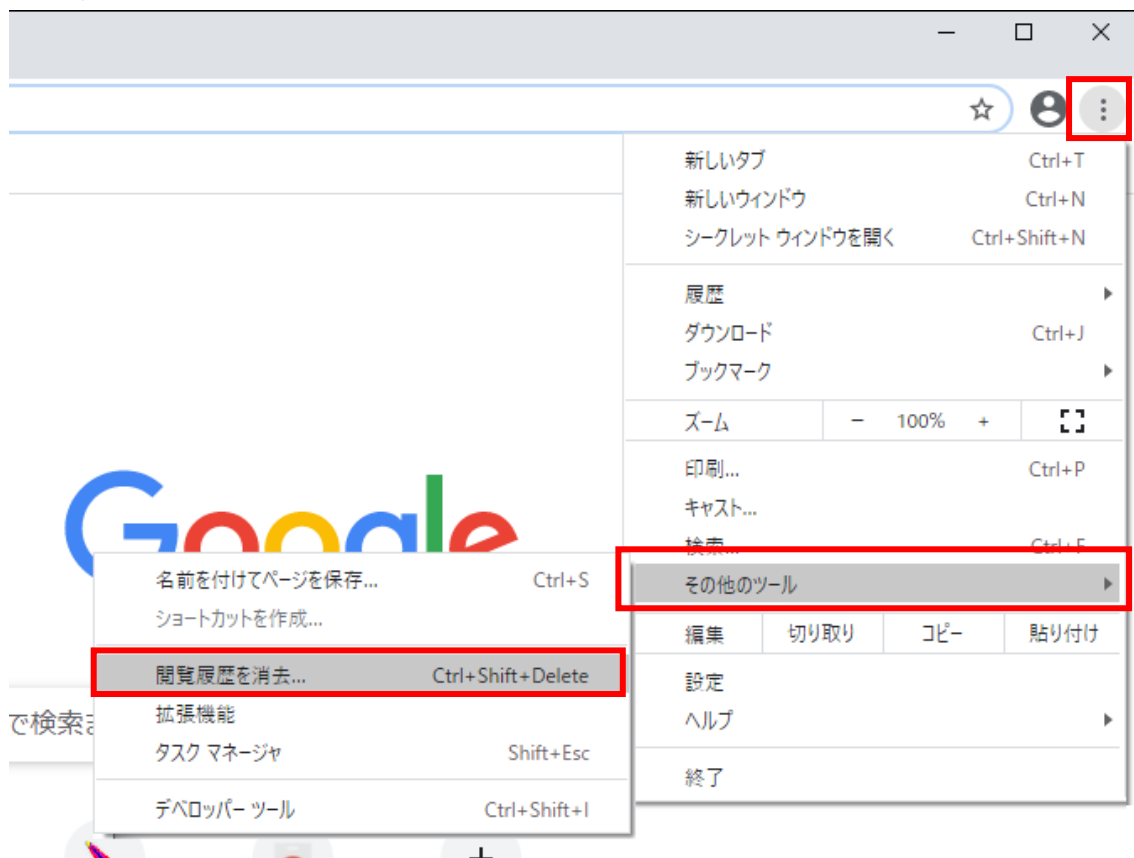 新しいタブ Ctrl+T
新しいウィンドウ Ctrl+N
シークレット ウィンドウを開く Ctrl+Shift+N
履歴
ダウンロード Ctrl+J
ブックマーク
ズーム − 100% +
印刷... Ctrl+P
キャスト...
検索... Ctrl+F
その他のツール
編集 切り取り コピー 貼り付け
設定
ヘルプ
終了
Google
名前を付けてページを保存... Ctrl+S
ショートカットを作成...
閲覧履歴を消去... Ctrl+Shift+Delete
拡張機能
タスク マネージャ Shift+Esc
デベロッパー ツール Ctrl+Shift+I
で検索